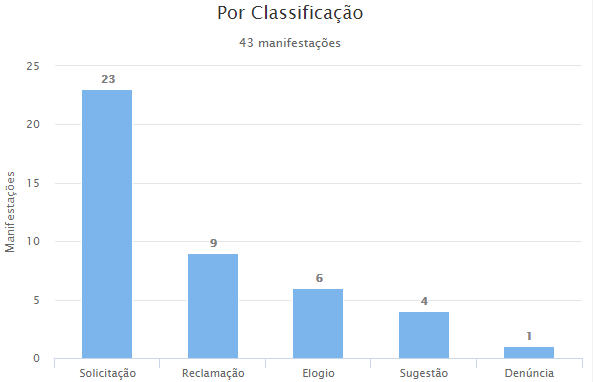 Por Classificação
43 manifestações
Manifestações
25
20
15
10
5
0
23
9
6
4
1
Solicitação
Reclamação
Elogio
Sugestão
Denúncia